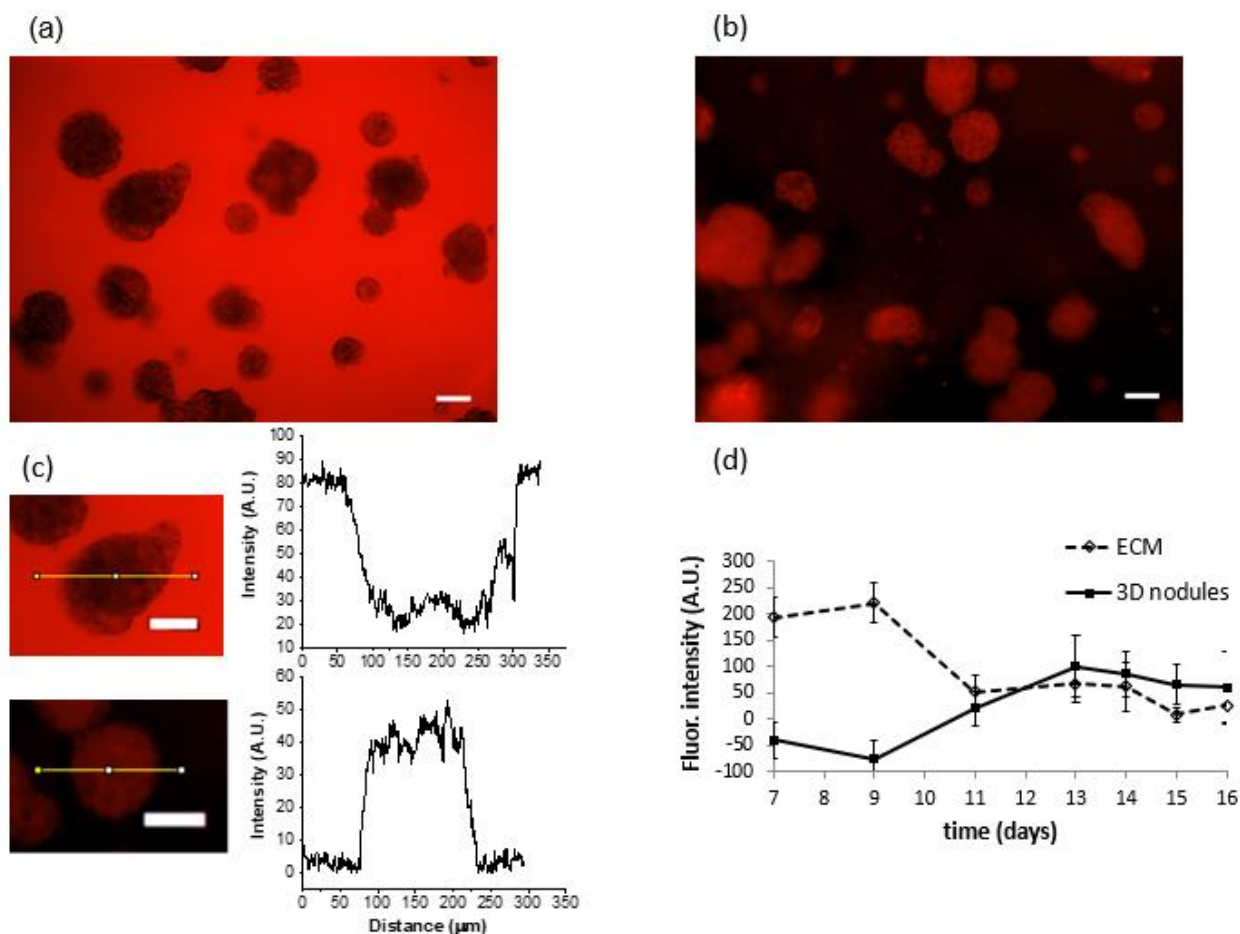 (a)
(b)
(c)
Intensity (A.U.)
100
90
80
70
60
50
40
30
20
10
0 50 100 150 200 250 300 350
Intensity (A.U.)
60
50
40
30
20
10
0
0 50 100 150 200 250 300 350
Distance (µm)
(d)
ECM
3D nodules
Fluor. intensity (A.U.)
300
250
200
150
100
50
0
-50
-100
7 8 9 10 11 12 13 14 15 16
time (days)